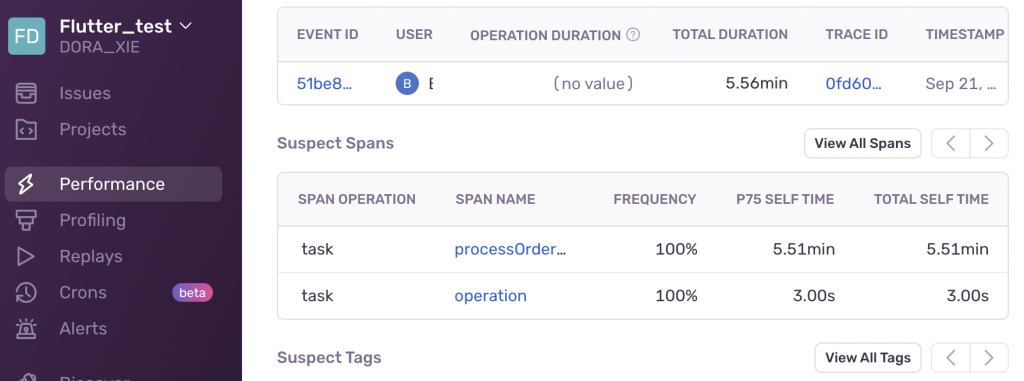 FD
Flutter_test
DORA_XIE
Issues
Projects
Performance
Profiling
Replays
Crons beta
Alerts
Discover
EVENT ID USER OPERATION DURATION ? TOTAL DURATION TRACE ID TIMESTAMP
51be8... B (no value) 5.56min 0fd60... Sep 21, ...
Suspect Spans View All Spans
SPAN OPERATION SPAN NAME FREQUENCY P75 SELF TIME TOTAL SELF TIME
task processOrder... 100% 5.51min 5.51min
task operation 100% 3.00s 3.00s
Suspect Tags View All Tags